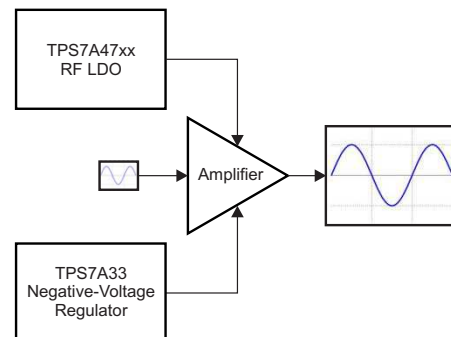 TPS7A47xx
RF LDO
Amplifier
TPS7A33
Negative-Voltage
Regulator